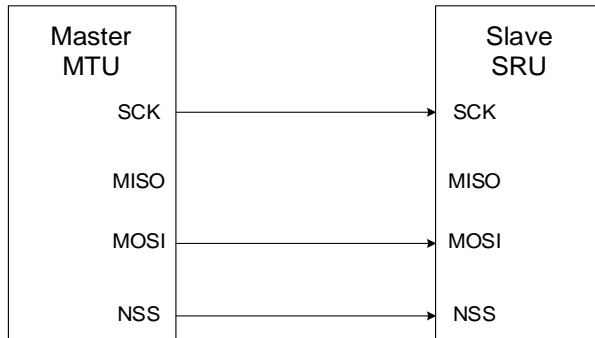 Master
MTU
Slave
SRU
SCK
SCK
MISO
MISO
MOSI
MOSI
NSS
NSS